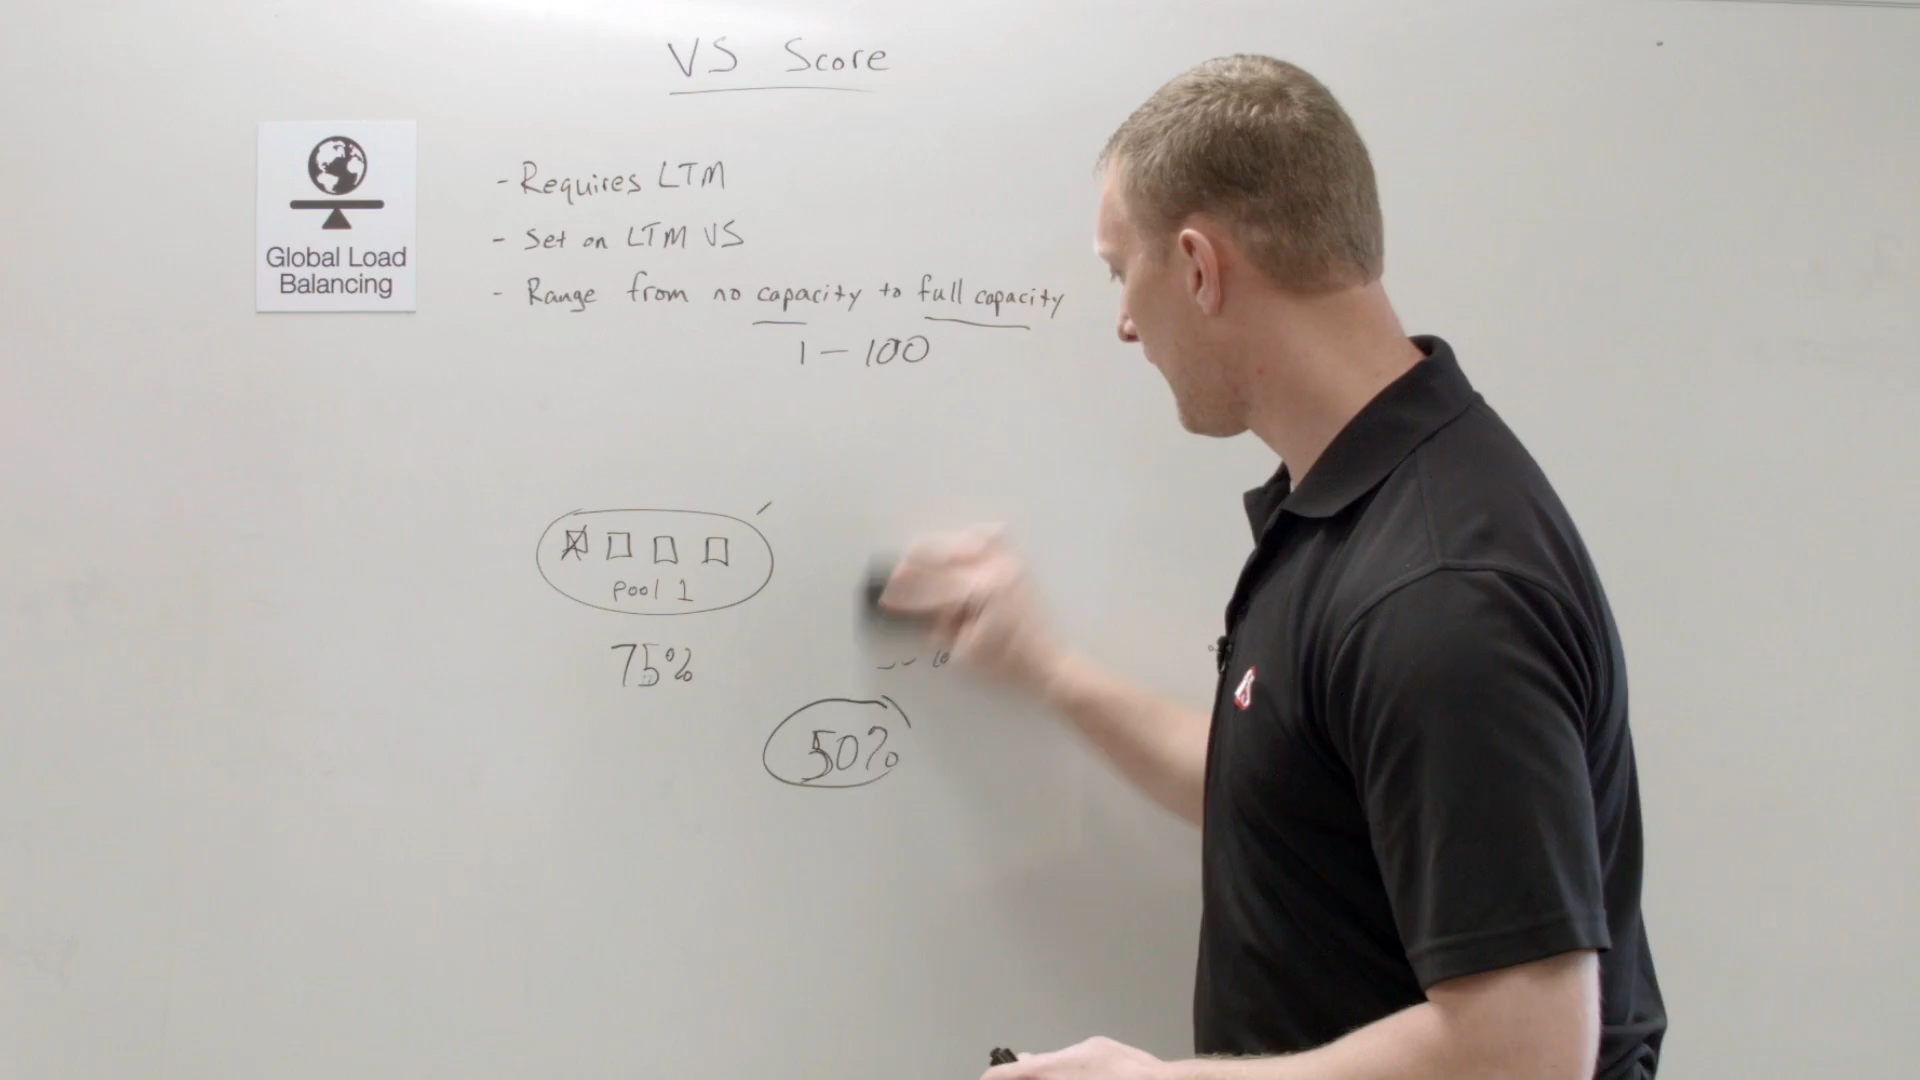 VS Score
Global Load
Balancing
- Requires LTM
- Set on LTM VS
- Range from no capacity to full capacity
1 - 100
pool 1
75%
50%